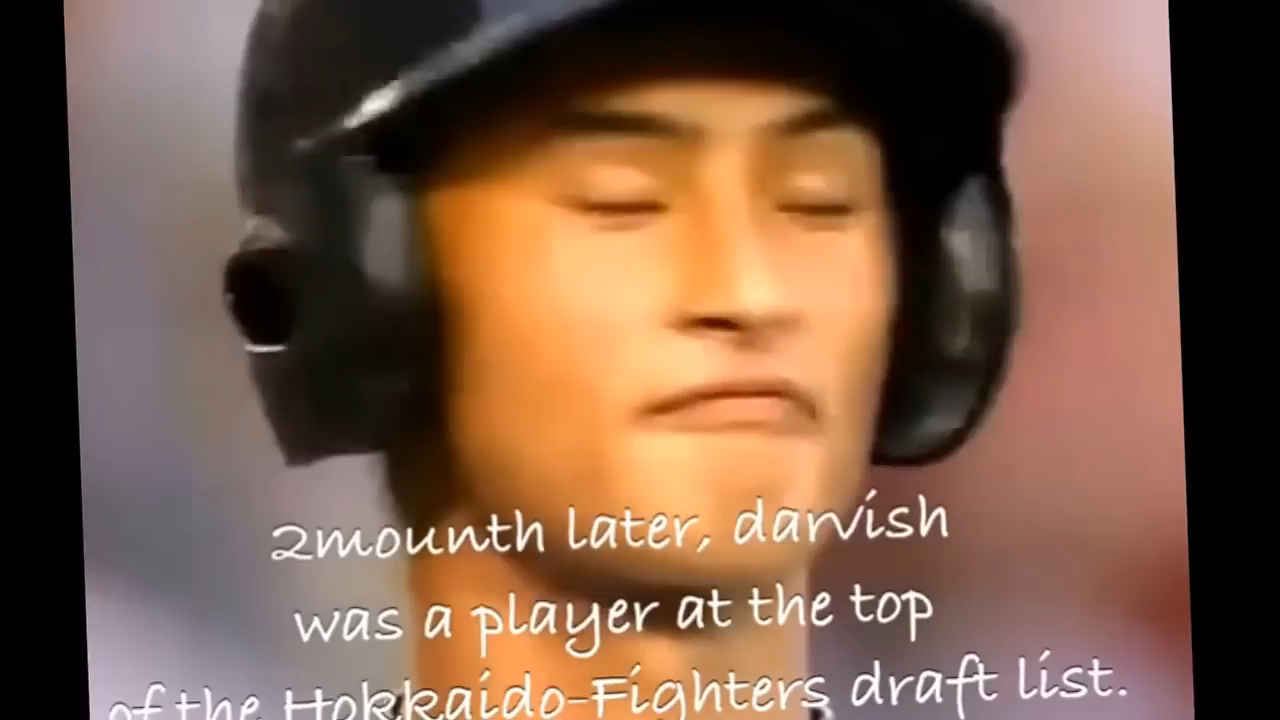 2mounth later, darvish
was a player at the top
of the Hokkaido-Fighters draft list.